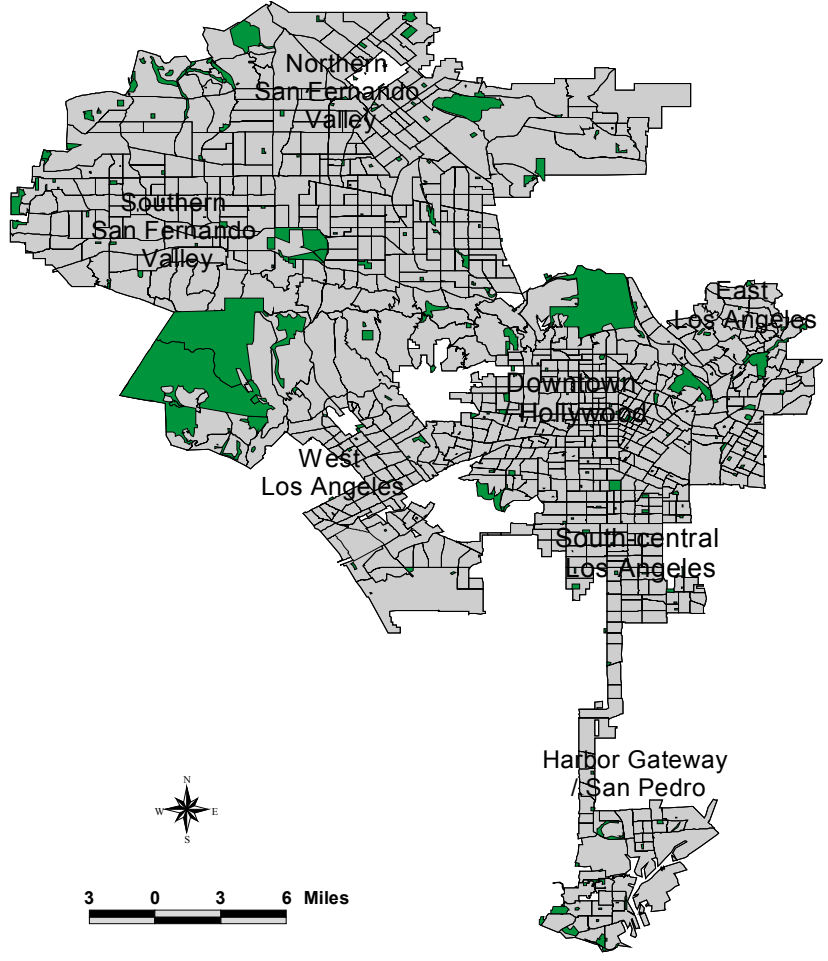 Northern
San Fernando
Valley
Southern
San Fernando
Valley
East
Los Angeles
Downtown
/ Hollywood
West
Los Angeles
South-central
Los Angeles
Harbor Gateway
/ San Pedro
N
W E
S
3 0 3 6 Miles